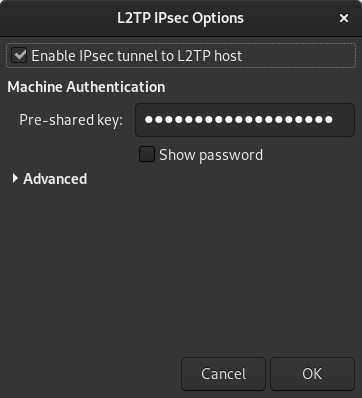 L2TP IPsec Options
Enable IPsec tunnel to L2TP host
Machine Authentication
Pre-shared key: ●●●●●●●●●●●●●●●●●●●
Show password
Advanced
Cancel OK